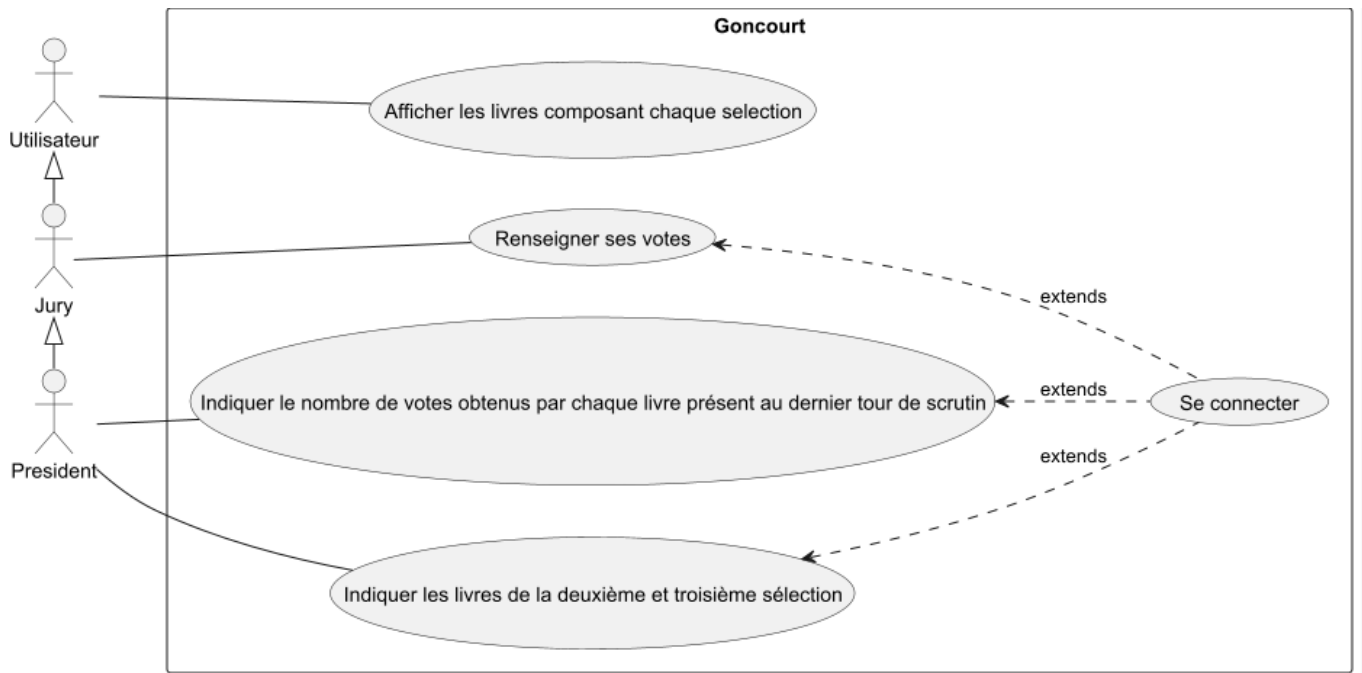 Goncourt
Utilisateur
Afficher les livres composant chaque selection
Jury
Renseigner ses votes
extends
President
Indiquer le nombre de votes obtenus par chaque livre présent au dernier tour de scrutin
extends
Se connecter
extends
Indiquer les livres de la deuxième et troisième sélection